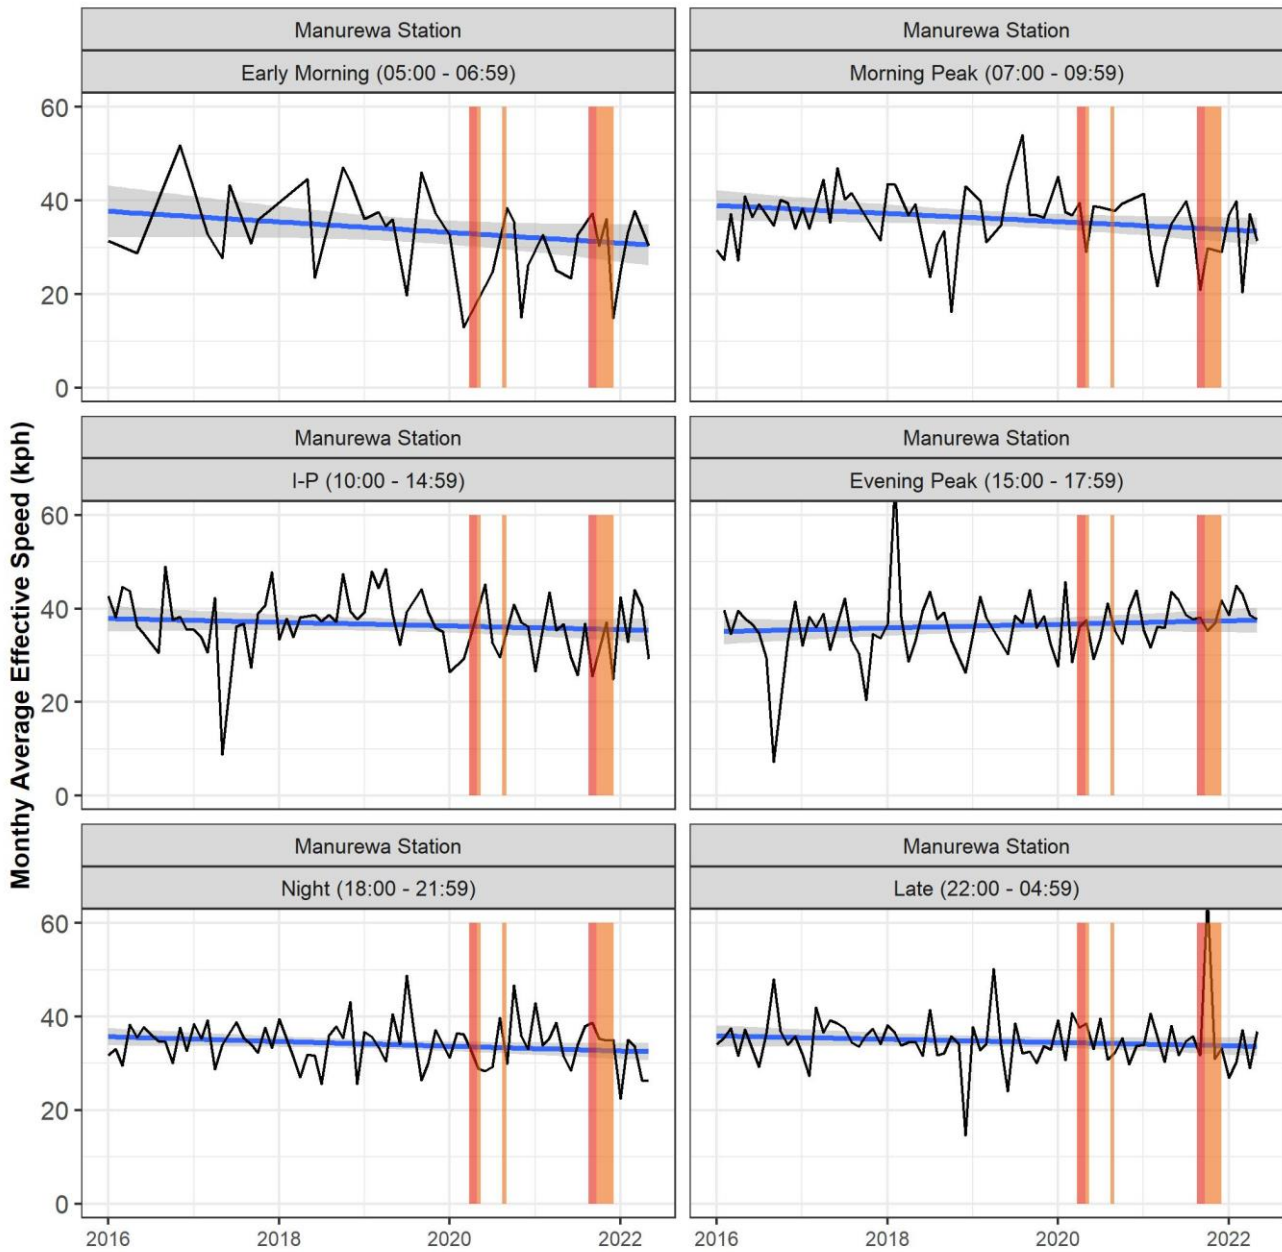 Manurewa Station
Manurewa Station
Early Morning (05:00 - 06:59)
Morning Peak (07:00 - 09:59)
60
40
20
0
Manurewa Station
Manurewa Station
I-P (10:00 - 14:59)
Evening Peak (15:00 - 17:59)
60
40
20
0
Monthy Average Effective Speed (kph)
Manurewa Station
Manurewa Station
Night (18:00 - 21:59)
Late (22:00 - 04:59)
60
40
20
0
2016
2018
2020
2022
2016
2018
2020
2022